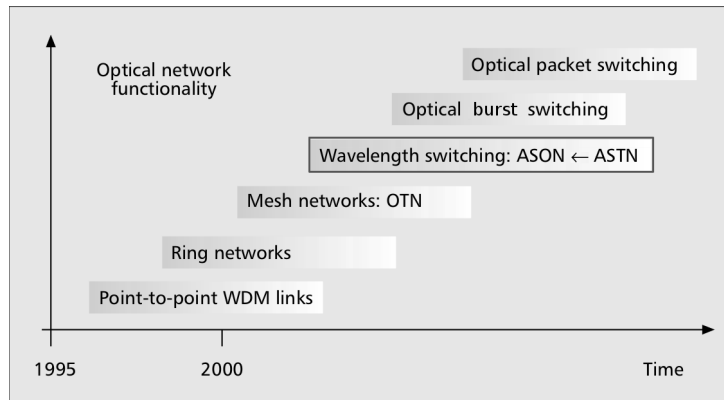 Optical network
functionality
Optical packet switching
Optical burst switching
Wavelength switching: ASON ← ASTN
Mesh networks: OTN
Ring networks
Point-to-point WDM links
1995
2000
Time